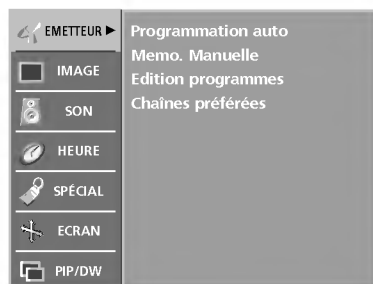 EMETTEUR ►
IMAGE
SON
HEURE
SPÉCIAL
ECRAN
PIP/DW
Programmation auto
Memo. Manuelle
Edition programmes
Chaînes préférées